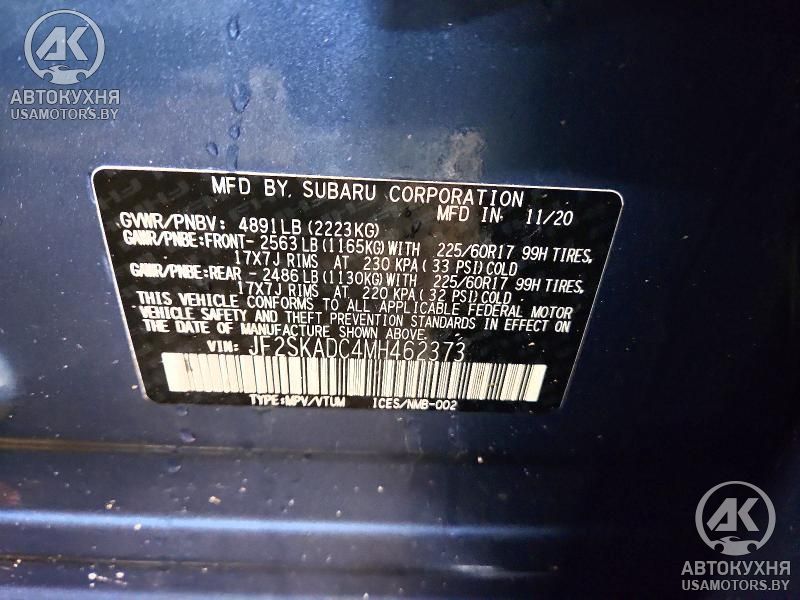 АК
АВТОКУХНЯ
USAMOTORS.BY
MFD BY. SUBARU CORPORATION
MFD IN: 11/20
GVWR/PNBV: 4891LB (2223KG)
GAWR/PNBE:FRONT- 2563LB (1165KG) WITH 225/60R17 99H TIRES,
17X7J RIMS AT 230 KPA ( 33 PSI) COLD
GAWR/PNBE:REAR - 2486LB (1130KG) WITH 225/60R17 99H TIRES,
17X7J RIMS AT 220 KPA ( 32 PSI) COLD
THIS VEHICLE CONFORMS TO ALL APPLICABLE FEDERAL MOTOR
VEHICLE SAFETY AND THEFT PREVENTION STANDARDS IN EFFECT ON
THE DATE OF MANUFACTURE SHOWN ABOVE.
VIN: JF2SKADC4MH462373
TYPE:MPV/VTUM ICES/NMB-002
АК
АВТОКУХНЯ
USAMOTORS.BY